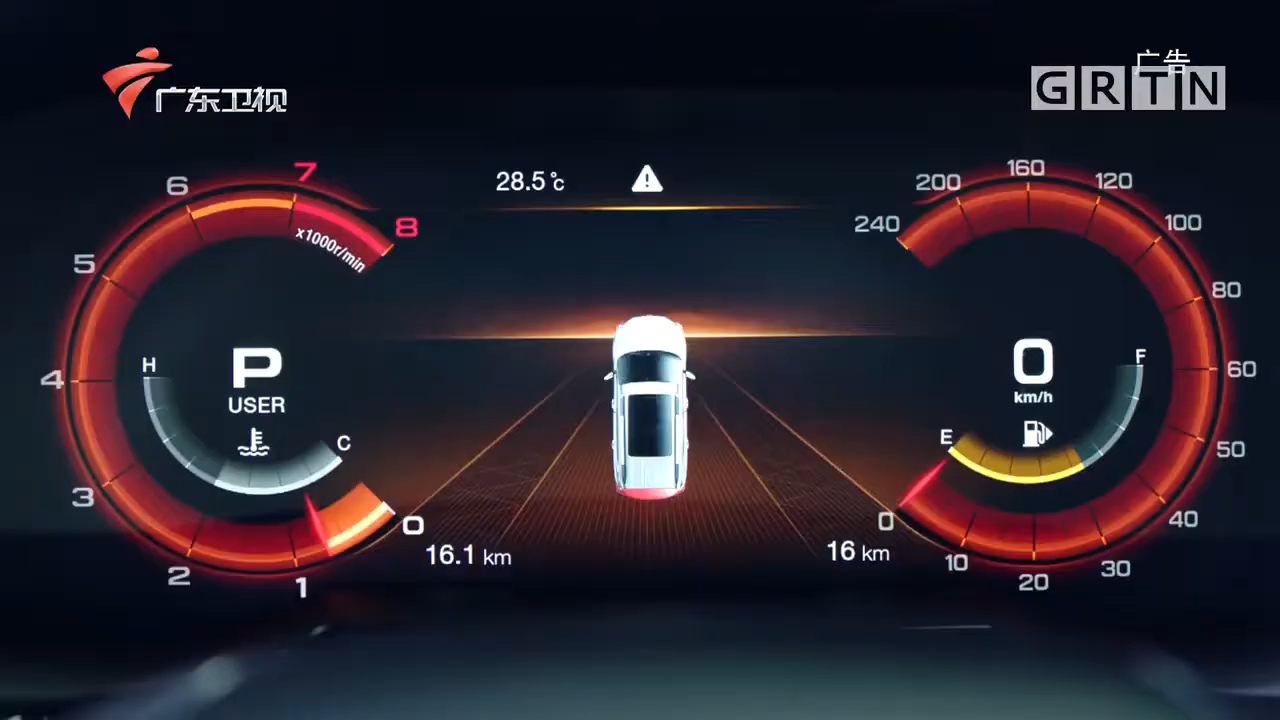 广东卫视
广告
GRTN
28.5℃
6
7
8
x1000r/min
5
4
3
2
1
0
H
P
USER
C
16.1 km
240
200
160
120
100
80
60
50
40
30
20
10
0
0
km/h
E
F
16 km